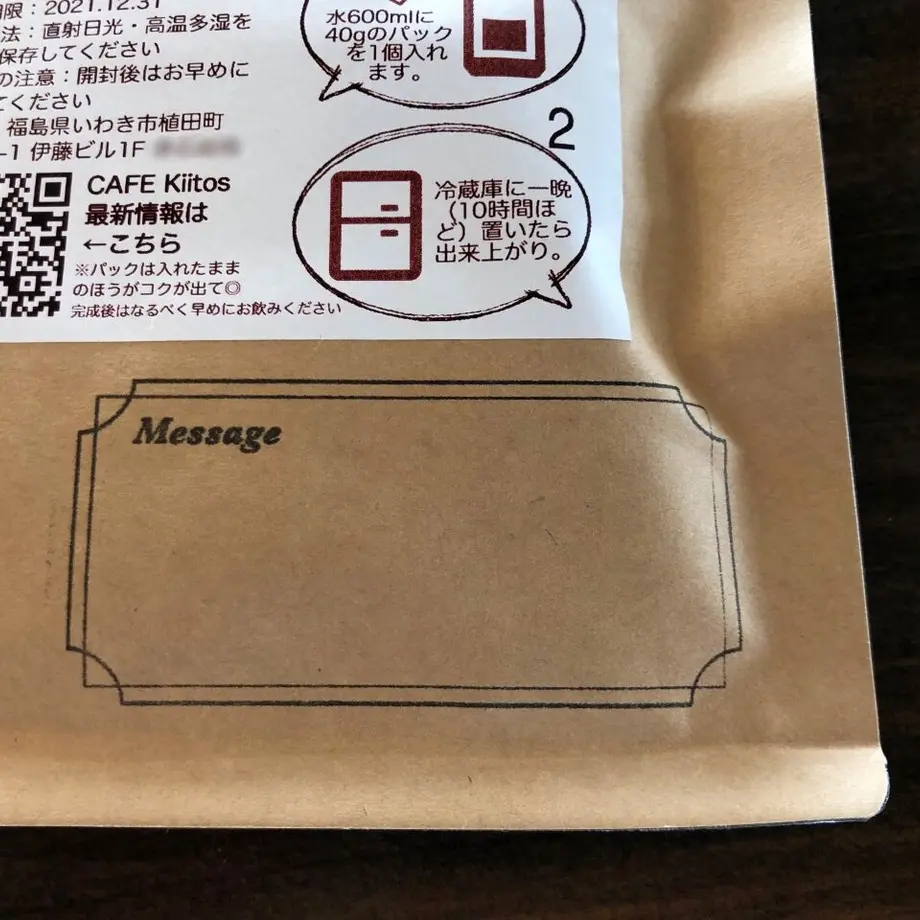 限：2021.12.31
法：直射日光・高温多湿を
保存してください
の注意：開封後はお早めに
てください
福島県いわき市植田町
-1 伊藤ビル1F
CAFE Kiitos
最新情報は
←こちら
※パックは入れたまま
のほうがコクが出て◎
完成後はなるべく早めにお飲みください
水600mlに
40gのパック
を1個入れ
ます。
2
冷蔵庫に一晩
（10時間ほ
ど）置いたら
出来上がり。
Message